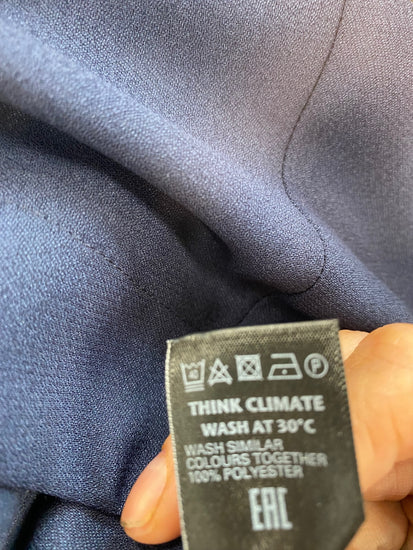 THINK CLIMATE
WASH AT 30°C
WASH SIMILAR
COLOURS TOGETHER
100% POLYESTER
EAC